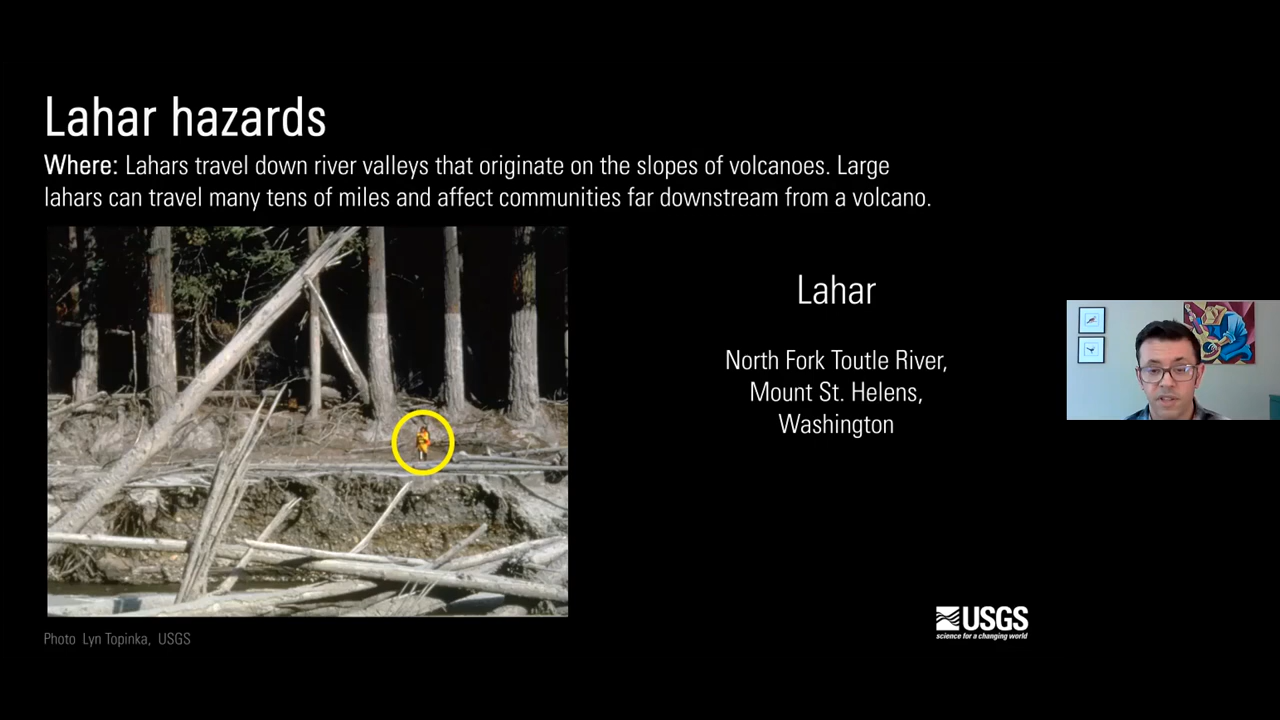 Lahar hazards
Where: Lahars travel down river valleys that originate on the slopes of volcanoes. Large
lahars can travel many tens of miles and affect communities far downstream from a volcano.
Lahar
North Fork Toutle River,
Mount St. Helens,
Washington
USGS
science for a changing world
Photo Lyn Topinka, USGS